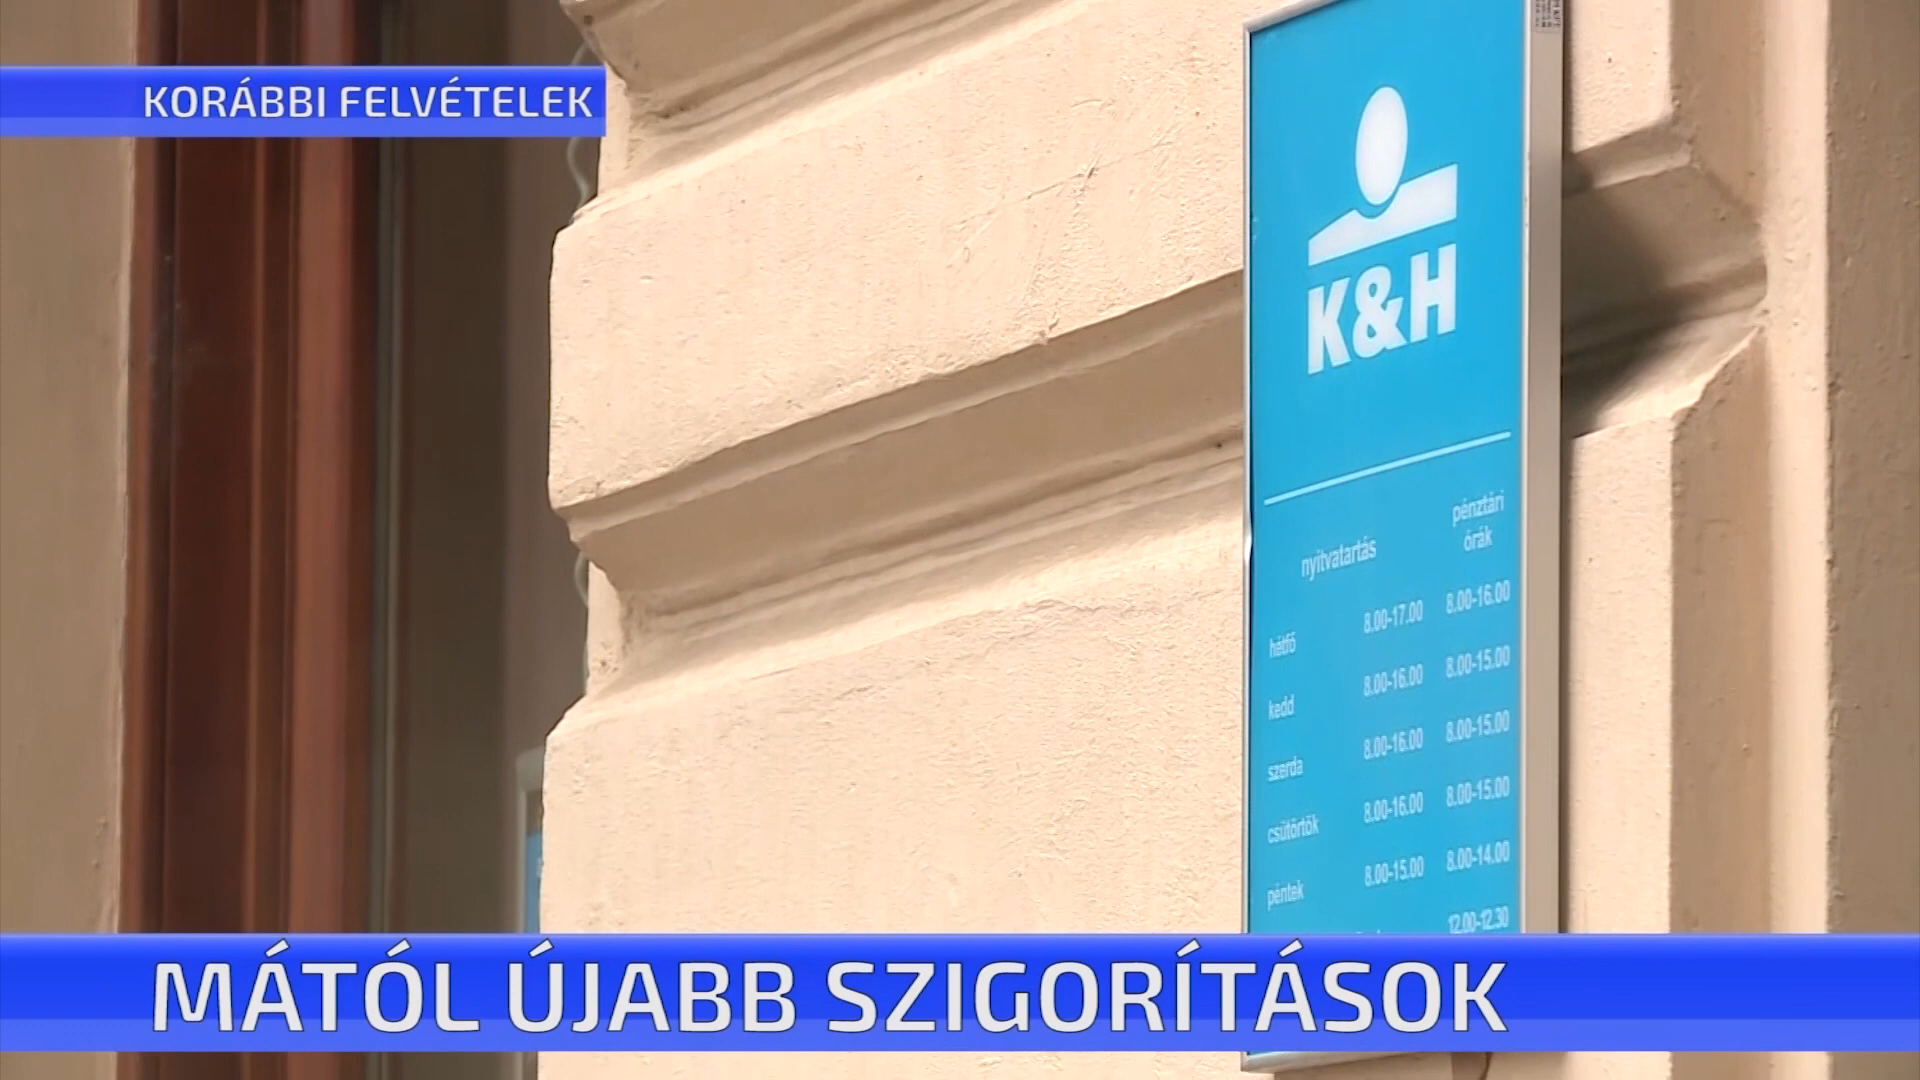 KORÁBBI FELVÉTELEK
K&H
nyitvatartás
pénztári
órák
hétfő 8.00-17.00 8.00-16.00
kedd 8.00-16.00 8.00-15.00
szerda 8.00-16.00 8.00-15.00
csütörtök 8.00-16.00 8.00-15.00
péntek 8.00-15.00 8.00-14.00
12.00-12.30
MÁTÓL ÚJABB SZIGORÍTÁSOK